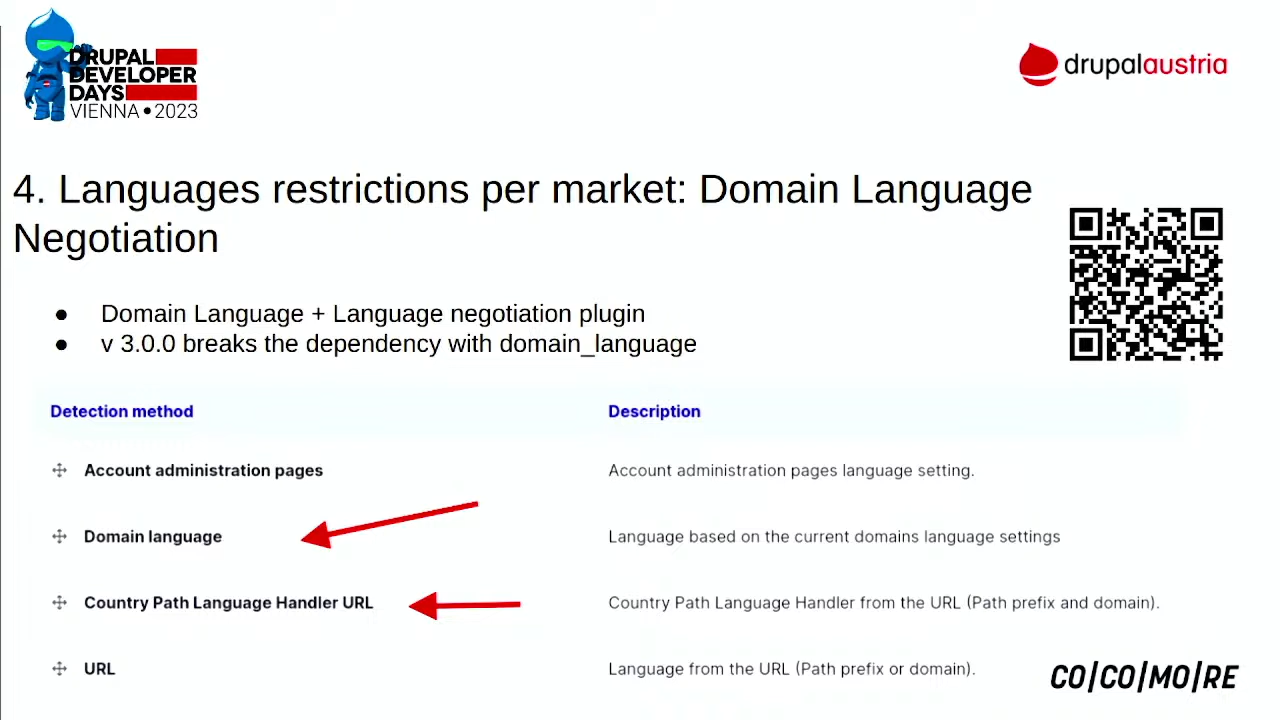 DRUPAL
DEVELOPER
DAYS
VIENNA • 2023
drupalaustria
4. Languages restrictions per market: Domain Language
Negotiation
● Domain Language + Language negotiation plugin
● v 3.0.0 breaks the dependency with domain_language
Detection method Description
Account administration pages Account administration pages language setting.
Domain language Language based on the current domains language settings
Country Path Language Handler URL Country Path Language Handler from the URL (Path prefix and domain).
URL Language from the URL (Path prefix or domain).
CO|CO|MO|RE